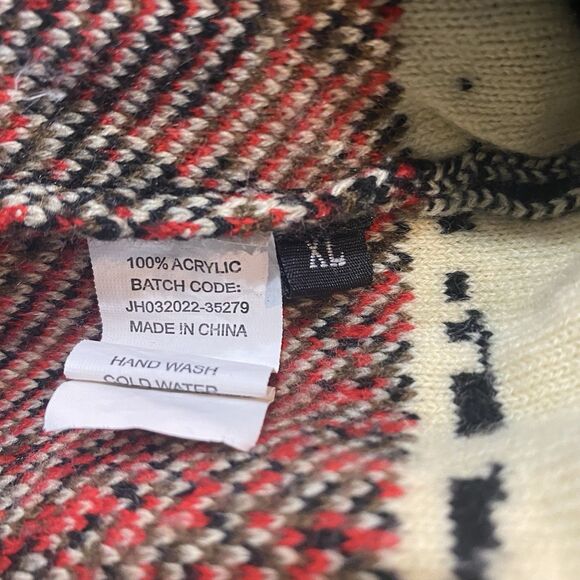 XL
100% ACRYLIC
BATCH CODE:
JH032022-35279
MADE IN CHINA
HAND WASH
COLD WATER